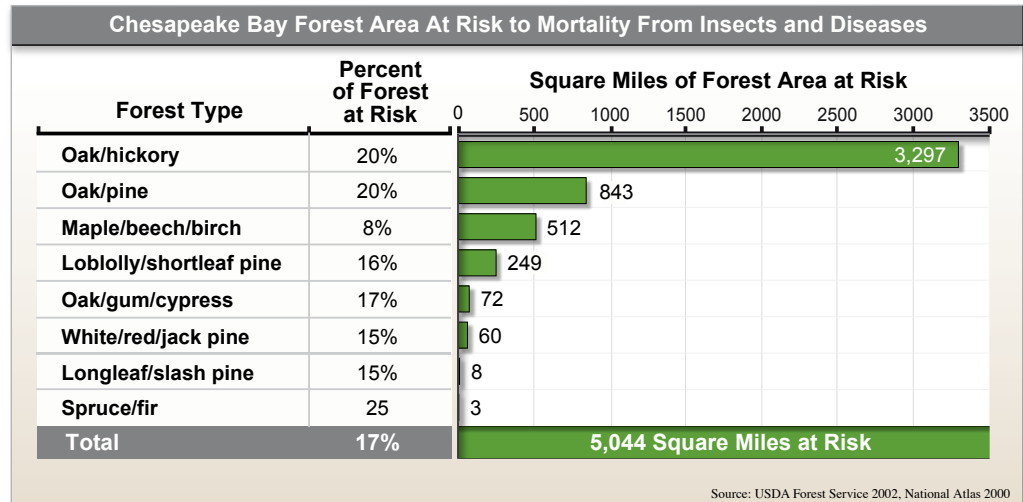 Chesapeake Bay Forest Area At Risk to Mortality From Insects and Diseases
Forest Type
Percent
of Forest
at Risk
Square Miles of Forest Area at Risk
0 500 1000 1500 2000 2500 3000 3500
Oak/hickory 20% 3,297
Oak/pine 20% 843
Maple/beech/birch 8% 512
Loblolly/shortleaf pine 16% 249
Oak/gum/cypress 17% 72
White/red/jack pine 15% 60
Longleaf/slash pine 15% 8
Spruce/fir 25 3
Total 17% 5,044 Square Miles at Risk
Source: USDA Forest Service 2002, National Atlas 2000